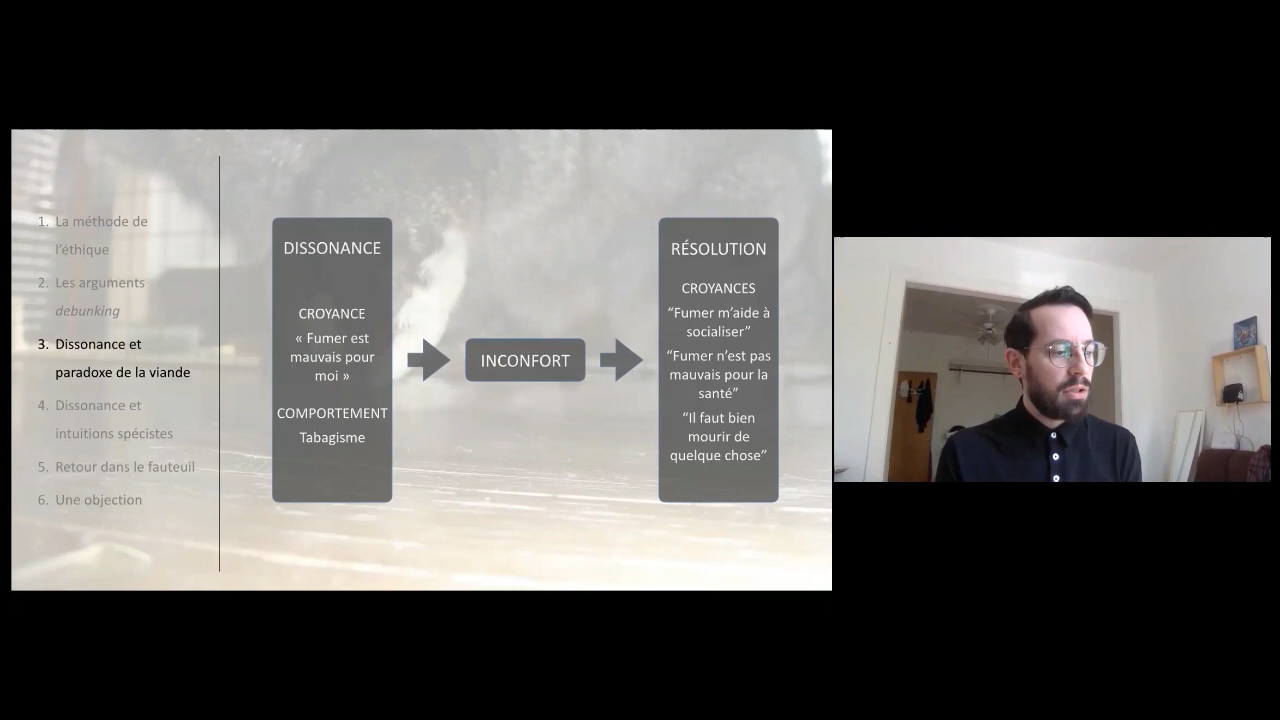 1. La méthode de
l'éthique
2. Les arguments
debunking
3. Dissonance et
paradoxe de la viande
4. Dissonance et
intuitions spécistes
5. Retour dans le fauteuil
6. Une objection
DISSONANCE
CROYANCE
« Fumer est
mauvais pour
moi »
COMPORTEMENT
Tabagisme
INCONFORT
RÉSOLUTION
CROYANCES
“Fumer m’aide à
socialiser”
“Fumer n’est pas
mauvais pour la
santé”
“Il faut bien
mourir de
quelque chose”